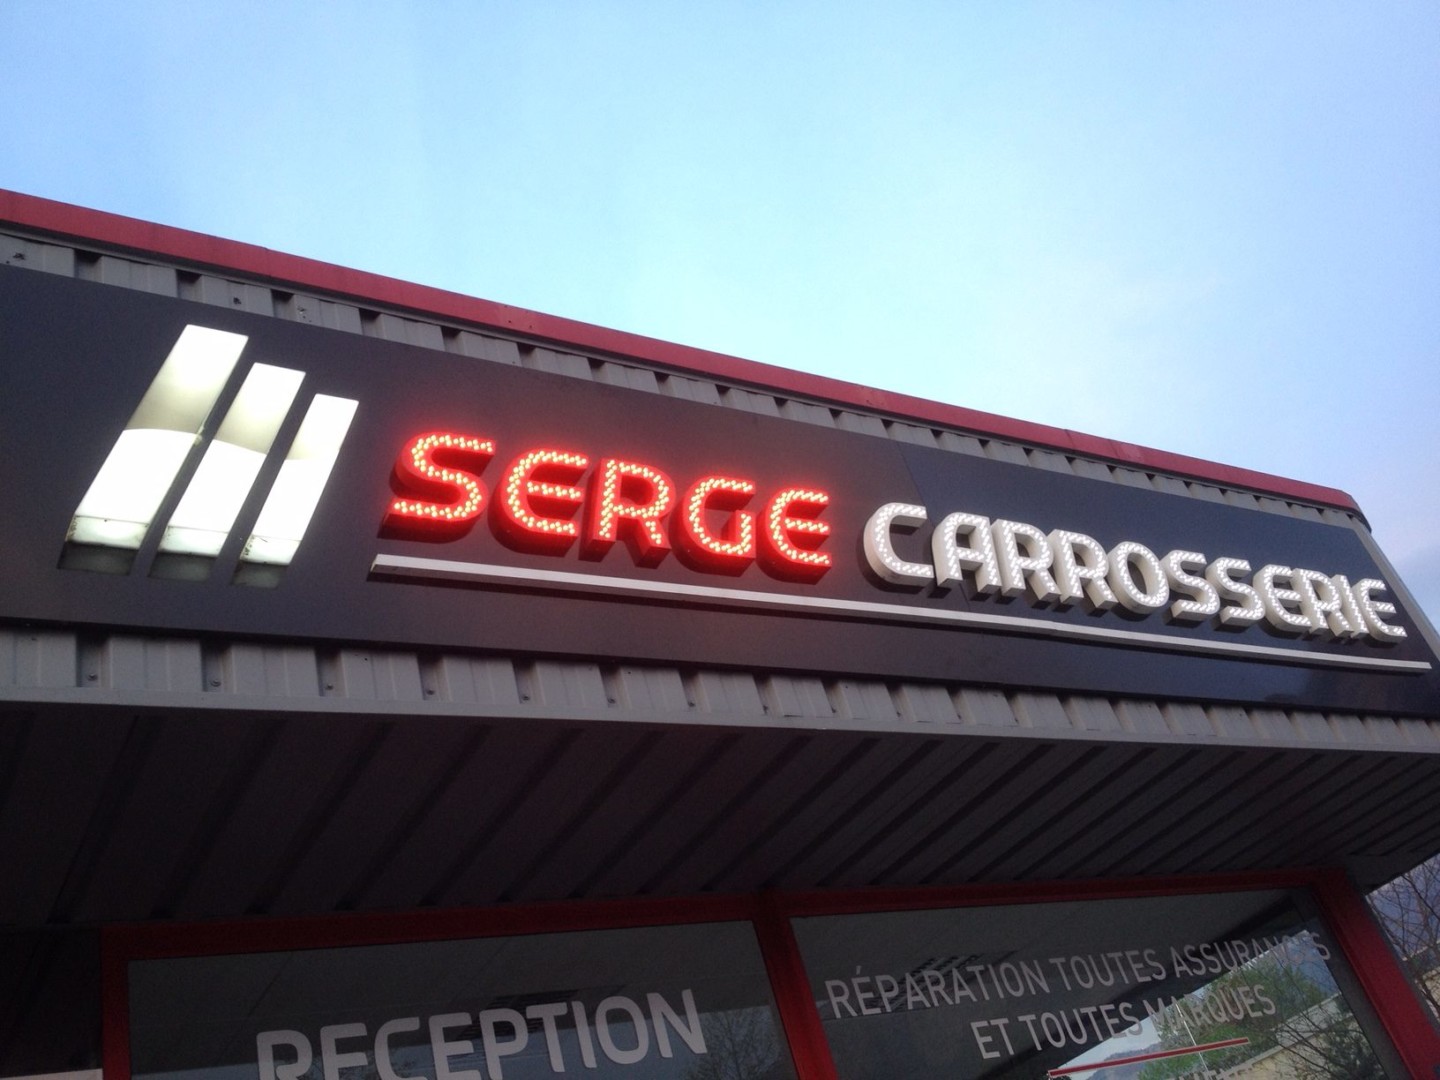 SERGE CARROSSERIE
RECEPTION
RÉPARATION TOUTES ASSURANCES
ET TOUTES MARQUES